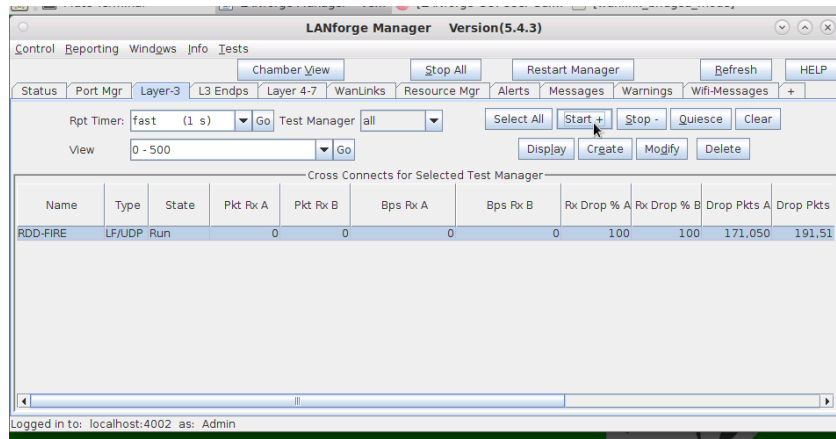 LANforge Manager Version(5.4.3)
Control Reporting Windows Info Tests
Chamber View Stop All Restart Manager Refresh HELP
Status Port Mgr Layer-3 L3 Endps Layer 4-7 WanLinks Resource Mgr Alerts Messages Warnings Wifi-Messages +
Rpt Timer: fast (1 s) Go Test Manager all Select All Start + Stop - Quiesce Clear
View 0 - 500 Go Display Create Modify Delete
Cross Connects for Selected Test Manager
Name Type State Pkt Rx A Pkt Rx B Bps Rx A Bps Rx B Rx Drop % A Rx Drop % B Drop Pkts A Drop Pkts
RDD-FIRE LF/UDP Run 0 0 0 0 100 100 171,050 191,51
Logged in to: localhost:4002 as: Admin